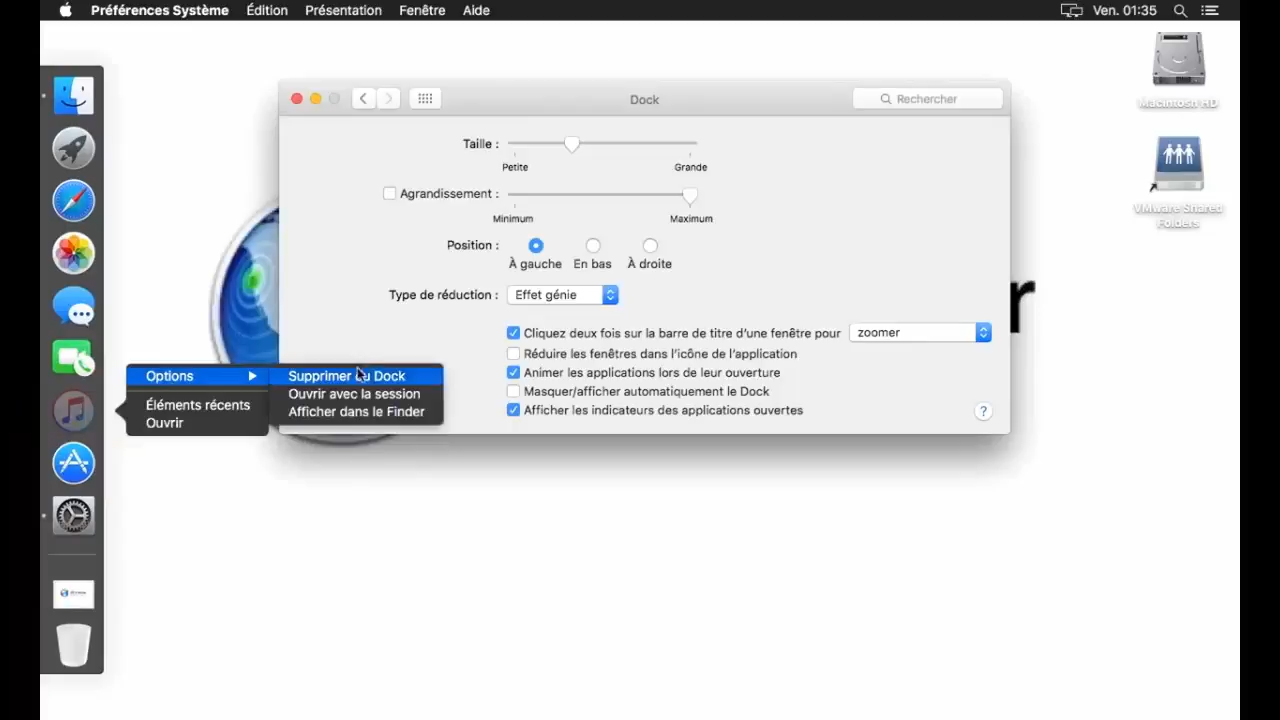 Préférences Système Édition Présentation Fenêtre Aide Ven. 01:35
Dock
Rechercher
Macintosh HD
Taille :
Petite Grande
Agrandissement :
Minimum Maximum
VMware Shared
Folders
Position :
À gauche En bas À droite
r
Type de réduction : Effet génie
Cliquez deux fois sur la barre de titre d'une fenêtre pour zoomer
Réduire les fenêtres dans l'icône de l'application
Animer les applications lors de leur ouverture
Masquer/afficher automatiquement le Dock
Afficher les indicateurs des applications ouvertes
?
Options
Éléments récents
Ouvrir
Supprimer du Dock
Ouvrir avec la session
Afficher dans le Finder